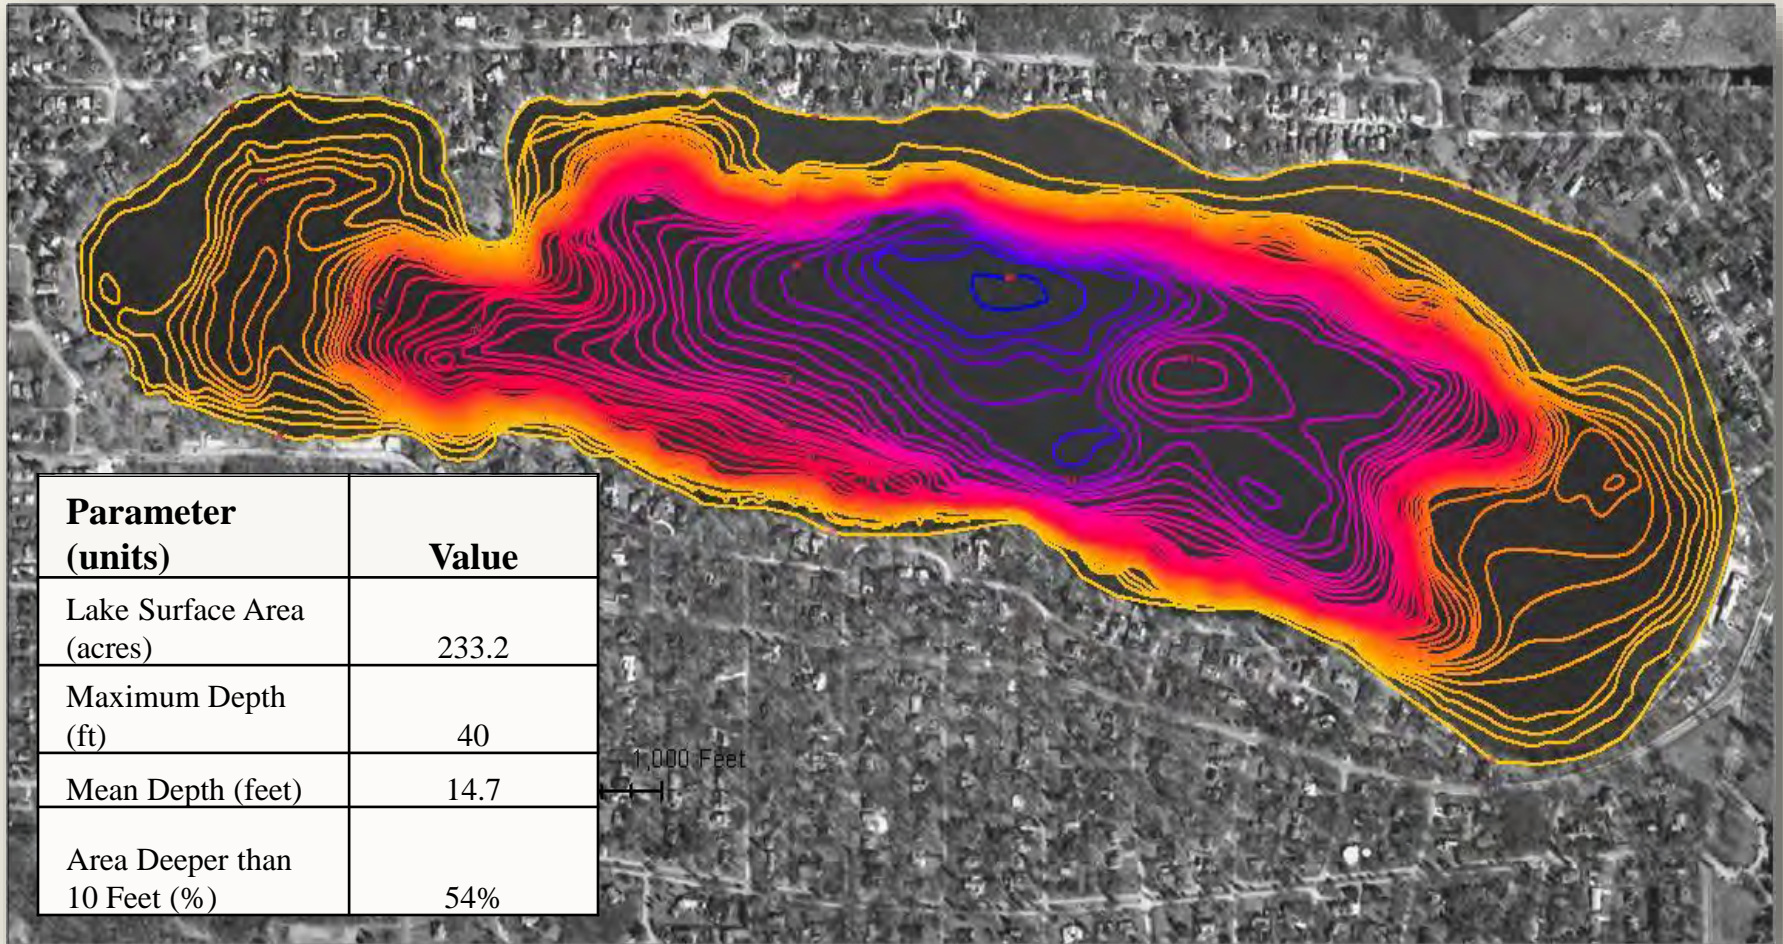 Parameter
(units)
Value
Lake Surface Area
(acres)
233.2
Maximum Depth
(ft)
40
Mean Depth (feet)
14.7
Area Deeper than
10 Feet (%)
54%
1,000 Feet